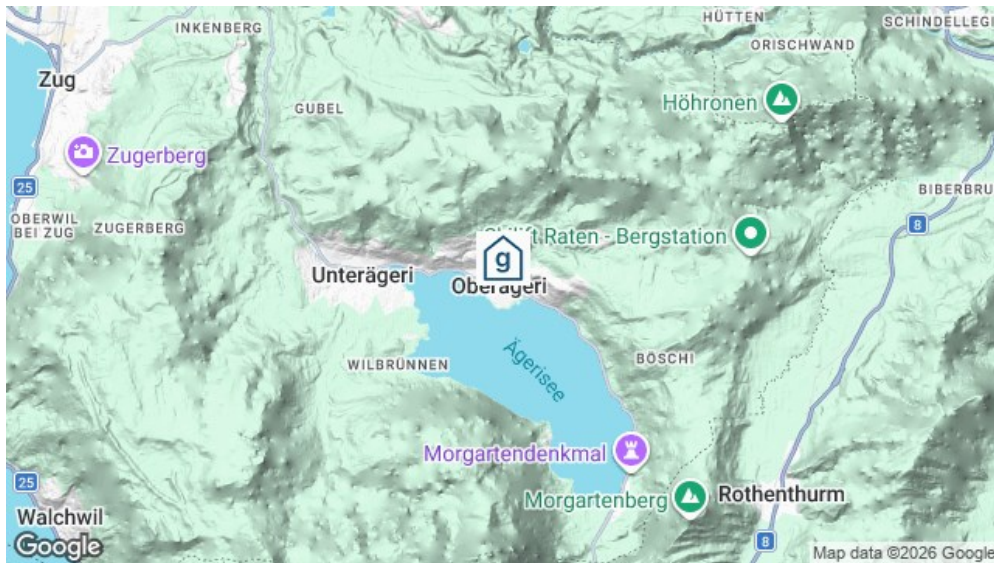 INKENBERG
HÜTTEN
SCHINDELLEGI
ORISCHWAND
Zug
Höhronen
GUBEL
Zugerberg
25
BIBERBRU
OBERWIL
BEI ZUG
ZUGERBERG
8
Skilift Raten - Bergstation
g
Unterägeri
Oberägeri
Ägerisee
WILBRÜNNEN
BÖSCHI
Morgartendenkmal
25
Morgartenberg
Rothenthurm
Walchwil
8
Google
Map data ©2026 Google